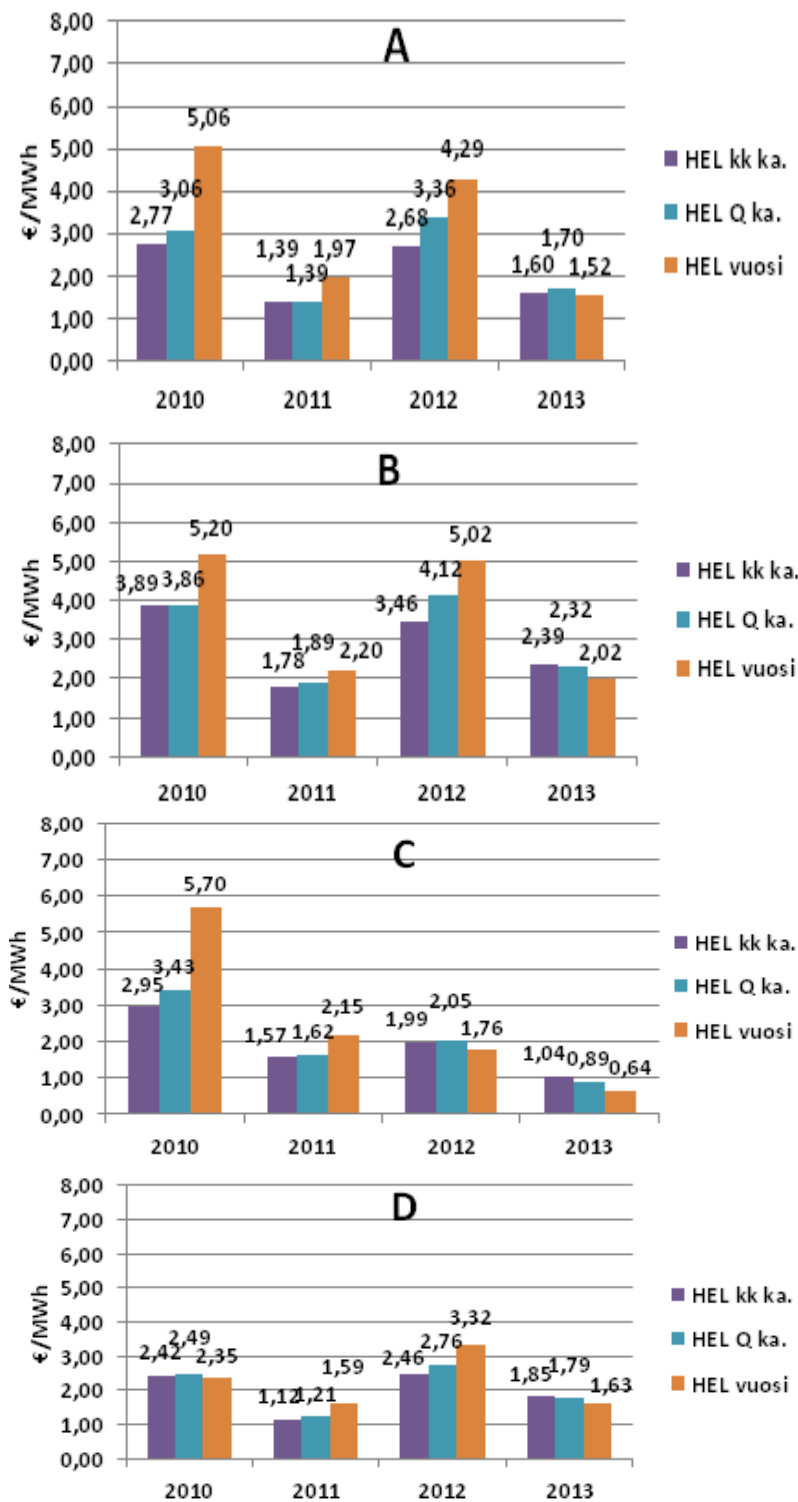 A
8,00
7,00
6,00
5,00
4,00
3,00
2,00
1,00
0,00
€/MWh
2,77 3,06 5,06
1,39 1,39 1,97
2,68 3,36 4,29
1,60 1,70 1,52
2010 2011 2012 2013
HEL kk ka.
HEL Q ka.
HEL vuosi
B
8,00
7,00
6,00
5,00
4,00
3,00
2,00
1,00
0,00
€/MWh
3,89 3,86 5,20
1,78 1,89 2,20
3,46 4,12 5,02
2,39 2,32 2,02
2010 2011 2012 2013
HEL kk ka.
HEL Q ka.
HEL vuosi
C
8,00
7,00
6,00
5,00
4,00
3,00
2,00
1,00
0,00
€/MWh
2,95 3,43 5,70
1,57 1,62 2,15
1,99 2,05 1,76
1,04 0,89 0,64
2010 2011 2012 2013
HEL kk ka.
HEL Q ka.
HEL vuosi
D
8,00
7,00
6,00
5,00
4,00
3,00
2,00
1,00
0,00
€/MWh
2,42 2,49 2,35
1,12 1,21 1,59
2,46 2,76 3,32
1,85 1,79 1,63
2010 2011 2012 2013
HEL kk ka.
HEL Q ka.
HEL vuosi